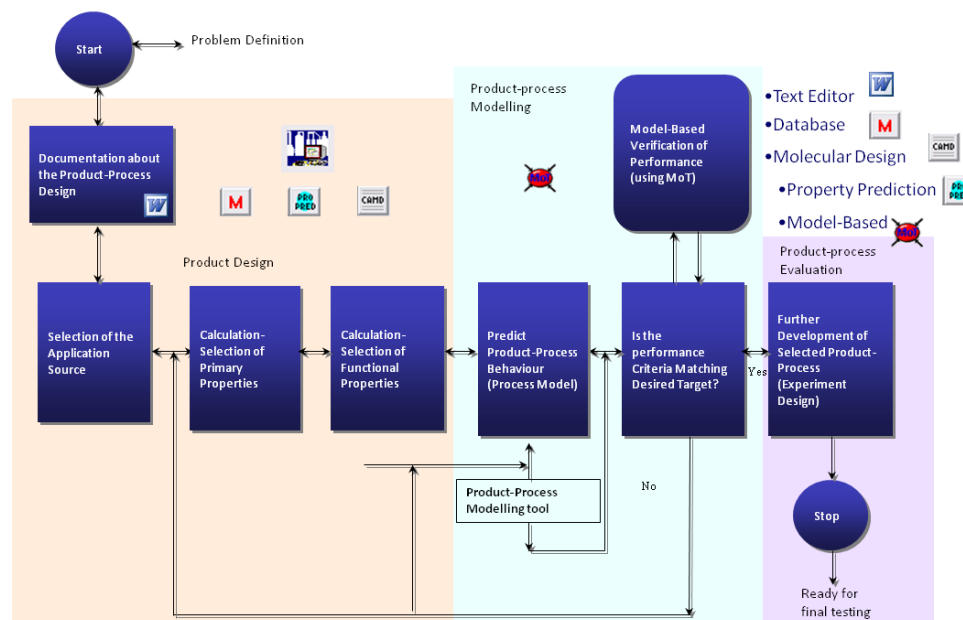 Start
Problem Definition
Product-process
Modelling
Documentation about
the Product-Process
Design
W
M
PRO
PRED
CAMD
MoT
Model-Based
Verification of
Performance
(using MoT)
•Text Editor
W
•Database
M
•Molecular Design
CAMD
•Property Prediction
•Model-Based
MoT
Product Design
Product-process
Evaluation
Selection of the
Application
Source
Calculation-
Selection of
Primary
Properties
Calculation-
Selection of
Functional
Properties
Predict
Product-Process
Behaviour
(Process Model)
Is the
performance
Criteria Matching
Desired Target?
Yes
Further
Development of
Selected Product-
Process
(Experiment
Design)
Product-Process
Modelling tool
No
Stop
Ready for
final testing